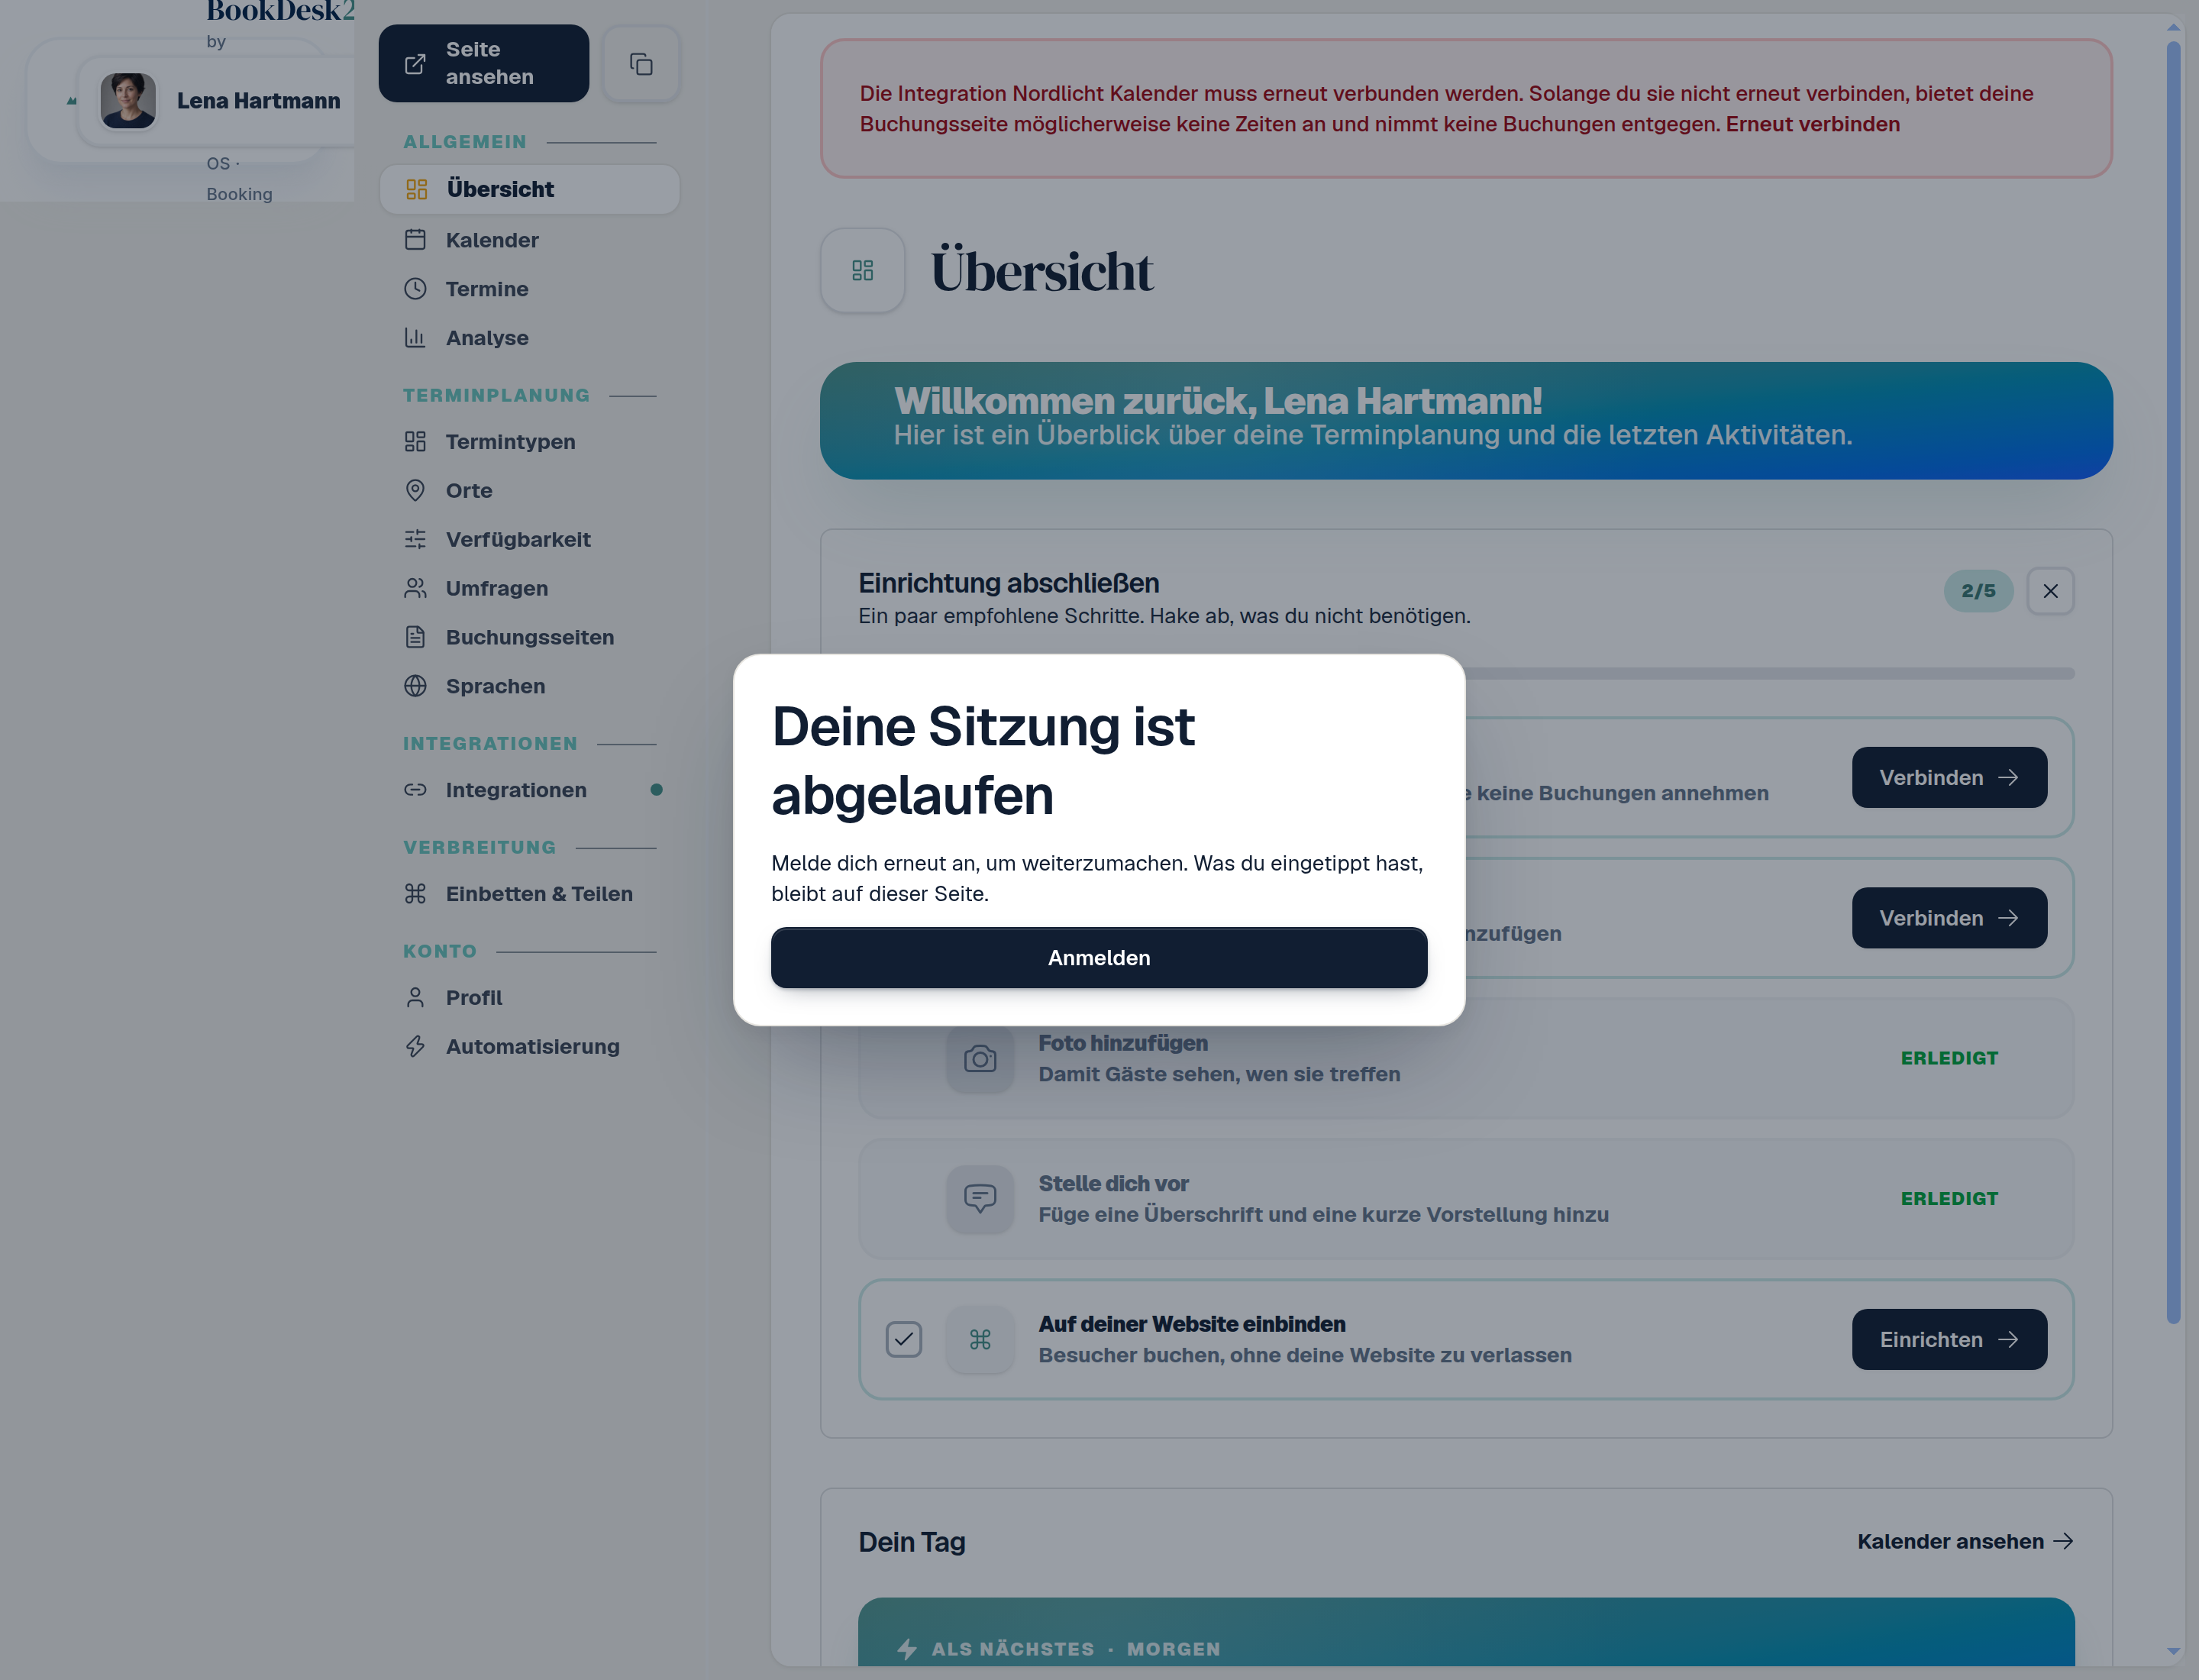 BookDesk2
by
Lena Hartmann
OS ·
Booking
Seite
ansehen
ALLGEMEIN
Übersicht
Kalender
Termine
Analyse
TERMINPLANUNG
Termintypen
Orte
Verfügbarkeit
Umfragen
Buchungsseiten
Sprachen
INTEGRATIONEN
Integrationen
VERBREITUNG
Einbetten & Teilen
KONTO
Profil
Automatisierung
Die Integration Nordlicht Kalender muss erneut verbunden werden. Solange du sie nicht erneut verbinden, bietet deine
Buchungsseite möglicherweise keine Zeiten an und nimmt keine Buchungen entgegen. Erneut verbinden
Übersicht
Willkommen zurück, Lena Hartmann!
Hier ist ein Überblick über deine Terminplanung und die letzten Aktivitäten.
Einrichtung abschließen
2/5
Ein paar empfohlene Schritte. Hake ab, was du nicht benötigen.
Deine Sitzung ist
abgelaufen
Melde dich erneut an, um weiterzumachen. Was du eingetippt hast,
bleibt auf dieser Seite.
Anmelden
keine Buchungen annehmen
Verbinden
nzufügen
Verbinden
Foto hinzufügen
Damit Gäste sehen, wen sie treffen
ERLEDIGT
Stelle dich vor
Füge eine Überschrift und eine kurze Vorstellung hinzu
ERLEDIGT
Auf deiner Website einbinden
Besucher buchen, ohne deine Website zu verlassen
Einrichten
Dein Tag
Kalender ansehen
ALS NÄCHSTES · MORGEN